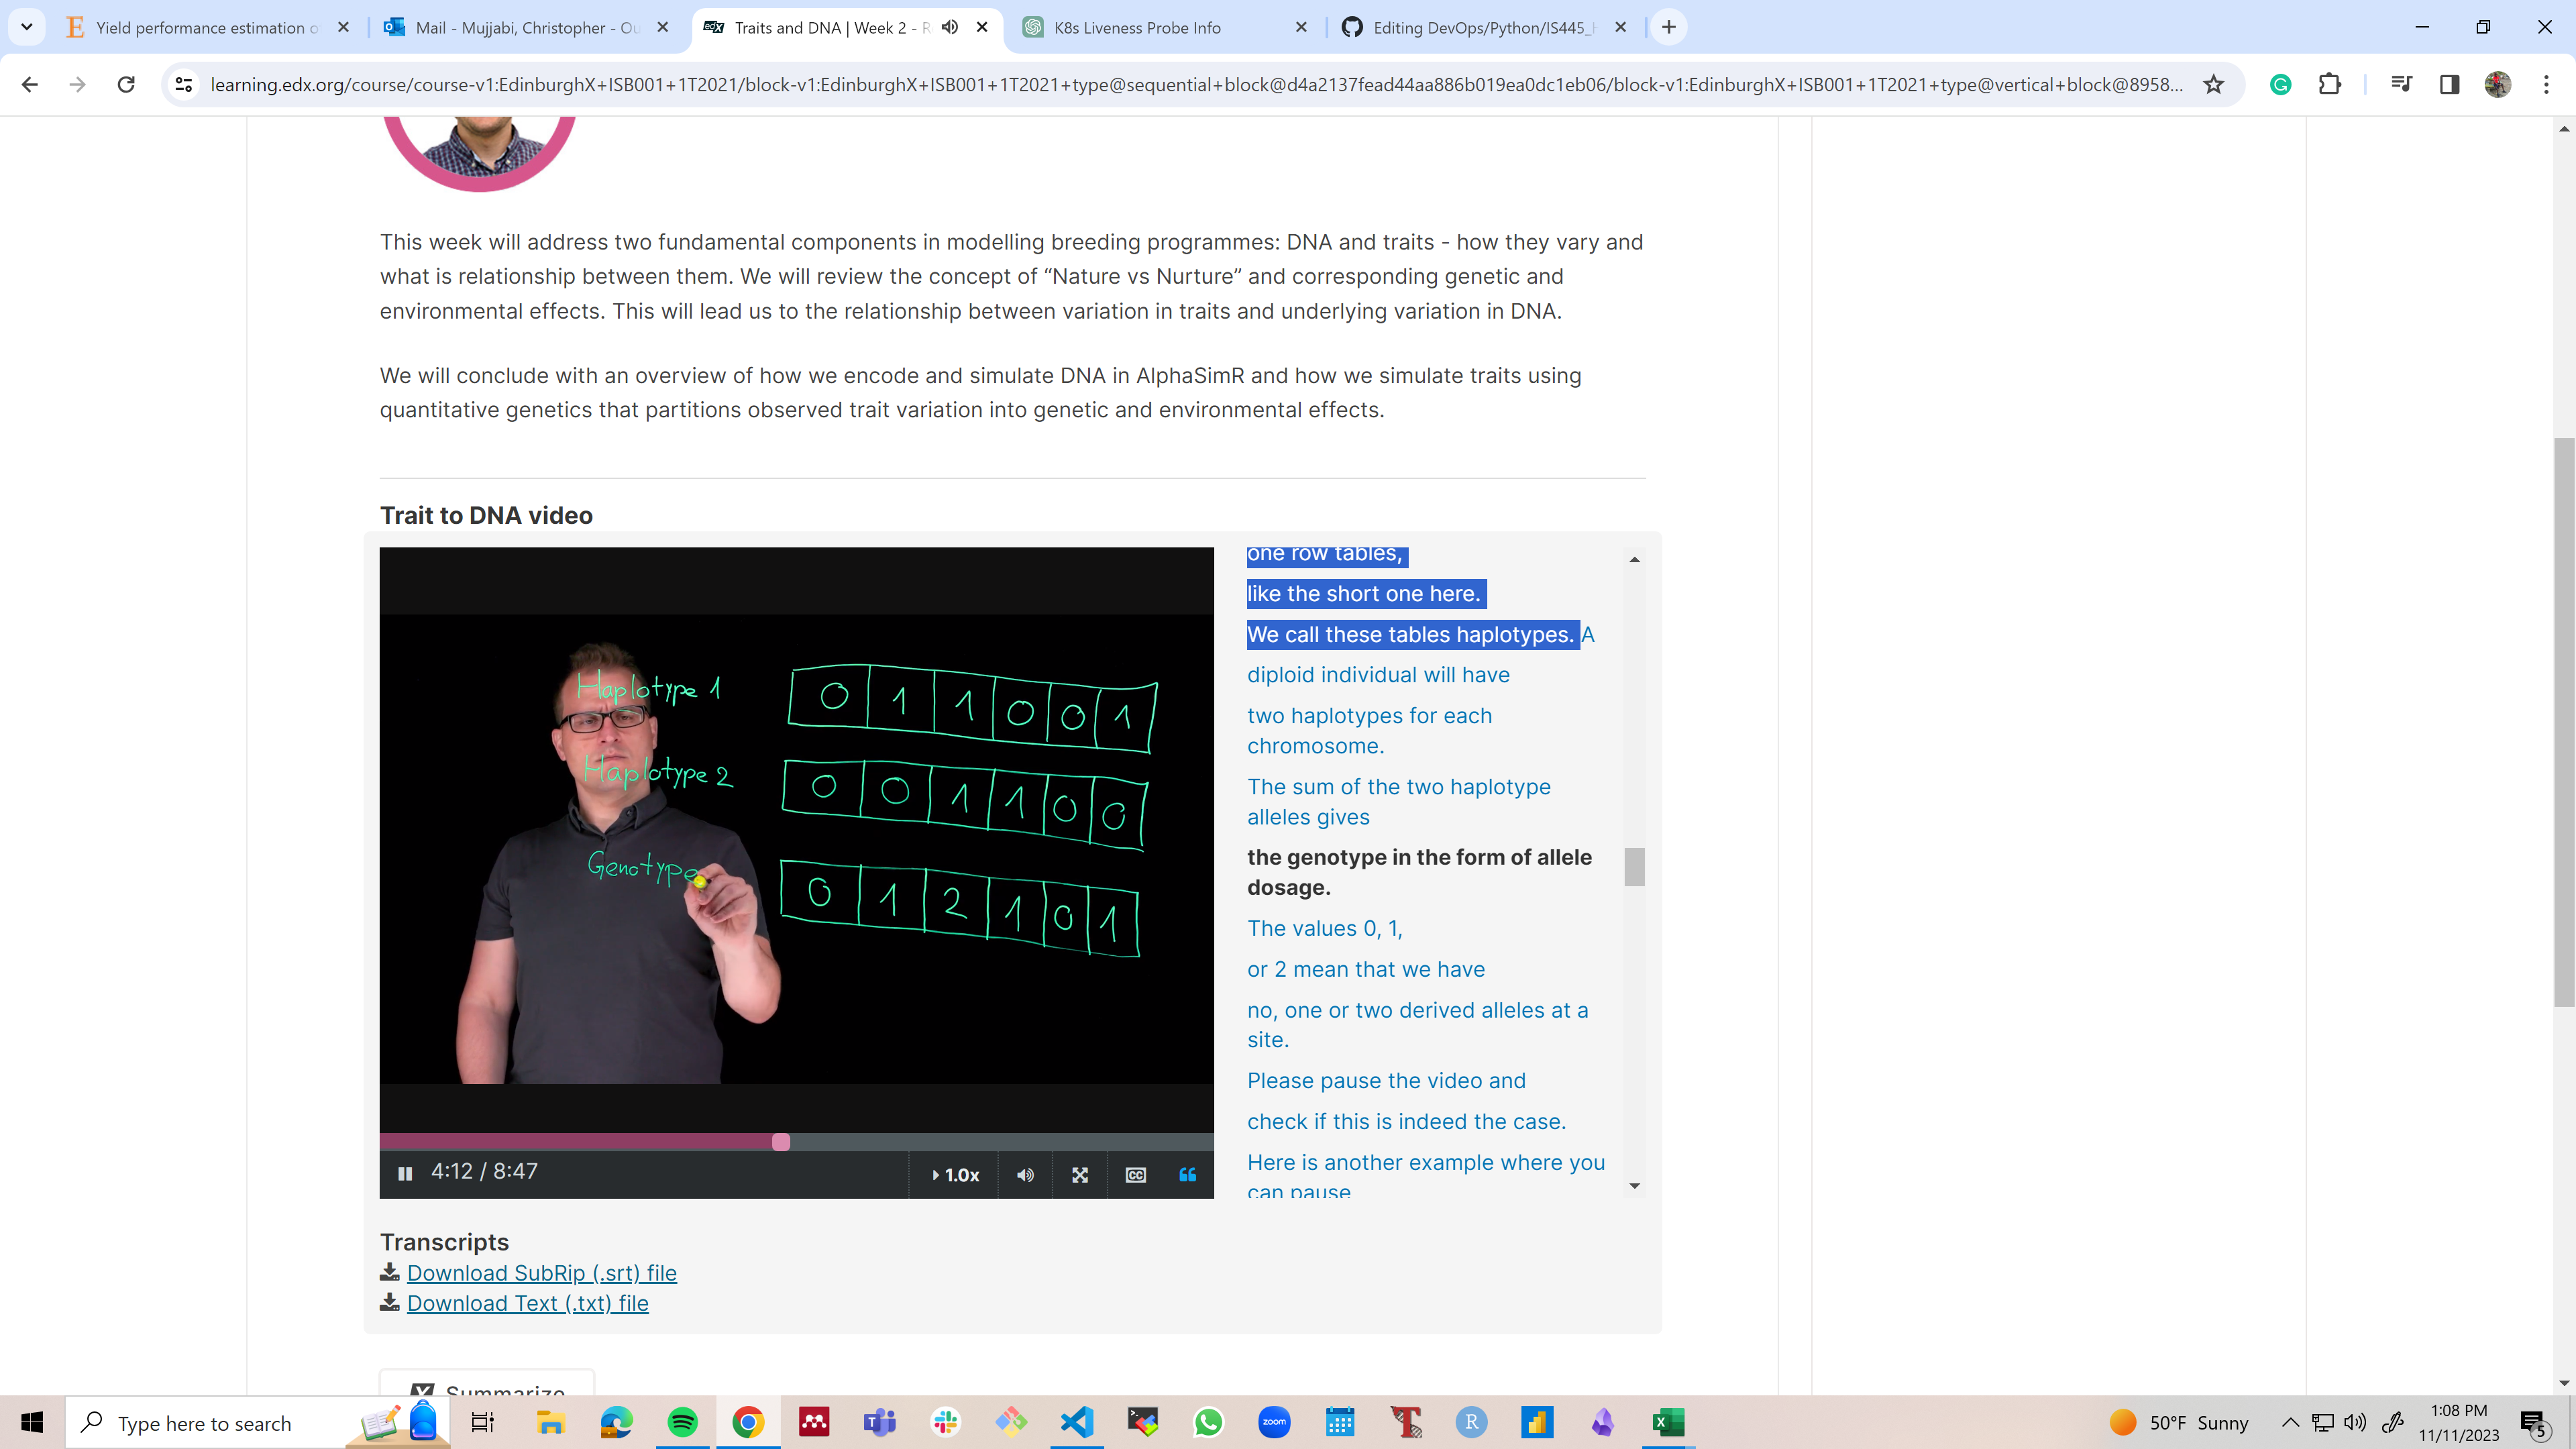 Yield performance estimation o
Mail - Mujjabi, Christopher - Ou
edX Traits and DNA | Week 2 - R
K8s Liveness Probe Info
Editing DevOps/Python/IS445_H
learning.edx.org/course/course-v1:EdinburghX+ISB001+1T2021/block-v1:EdinburghX+ISB001+1T2021+type@sequential+block@d4a2137fead44aa886b019ea0dc1eb06/block-v1:EdinburghX+ISB001+1T2021+type@vertical+block@8958...
This week will address two fundamental components in modelling breeding programmes: DNA and traits - how they vary and
what is relationship between them. We will review the concept of “Nature vs Nurture” and corresponding genetic and
environmental effects. This will lead us to the relationship between variation in traits and underlying variation in DNA.
We will conclude with an overview of how we encode and simulate DNA in AlphaSimR and how we simulate traits using
quantitative genetics that partitions observed trait variation into genetic and environmental effects.
Trait to DNA video
Haplotype 1 0 1 1 0 0 1
Haplotype 2 0 0 1 1 0 0
Genotype 0 1 2 1 0 1
4:12 / 8:47
1.0x
CC
one row tables,
like the short one here.
We call these tables haplotypes. A
diploid individual will have
two haplotypes for each
chromosome.
The sum of the two haplotype
alleles gives
the genotype in the form of allele
dosage.
The values 0, 1,
or 2 mean that we have
no, one or two derived alleles at a
site.
Please pause the video and
check if this is indeed the case.
Here is another example where you
can pause
Transcripts
Download SubRip (.srt) file
Download Text (.txt) file
Summarize
Type here to search
zoom
50°F Sunny
1:08 PM
11/11/2023
5